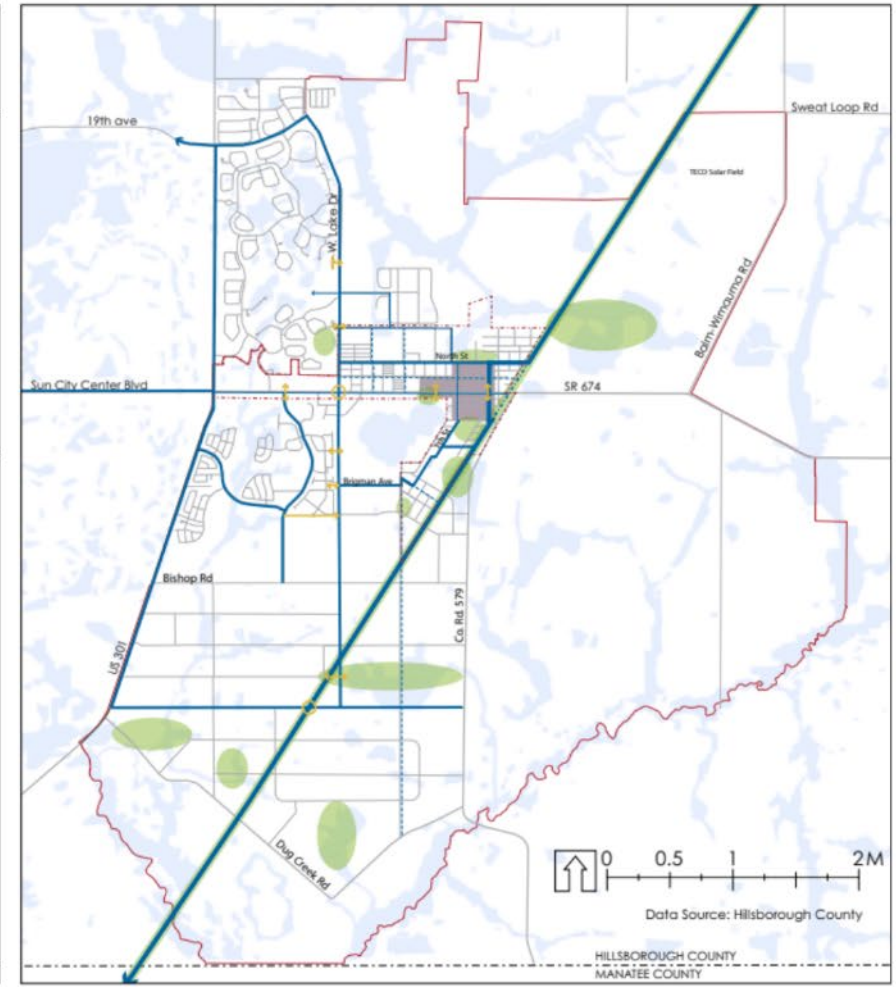 19th ave
Sweat Loop Rd
TECO Solar Field
W. Lake Dr
Balm-Wimauma Rd
North St
Sun City Center Blvd
SR 674
7th St
Brigman Ave
Bishop Rd
Co. Rd. 579
US 301
Dug Creek Rd
0 0.5 1 2M
Data Source: Hillsborough County
HILLSBOROUGH COUNTY
MANATEE COUNTY